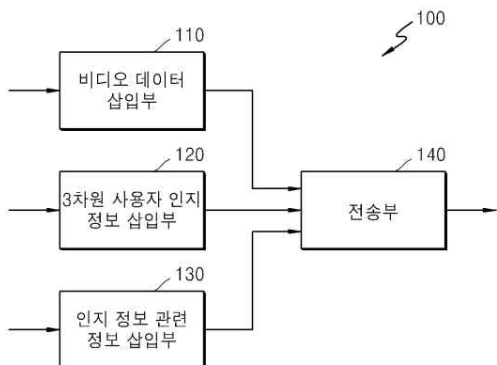 100
110
비디오 데이터
삽입부
120
3차원 사용자 인지
정보 삽입부
140
전송부
130
인지 정보 관련
정보 삽입부